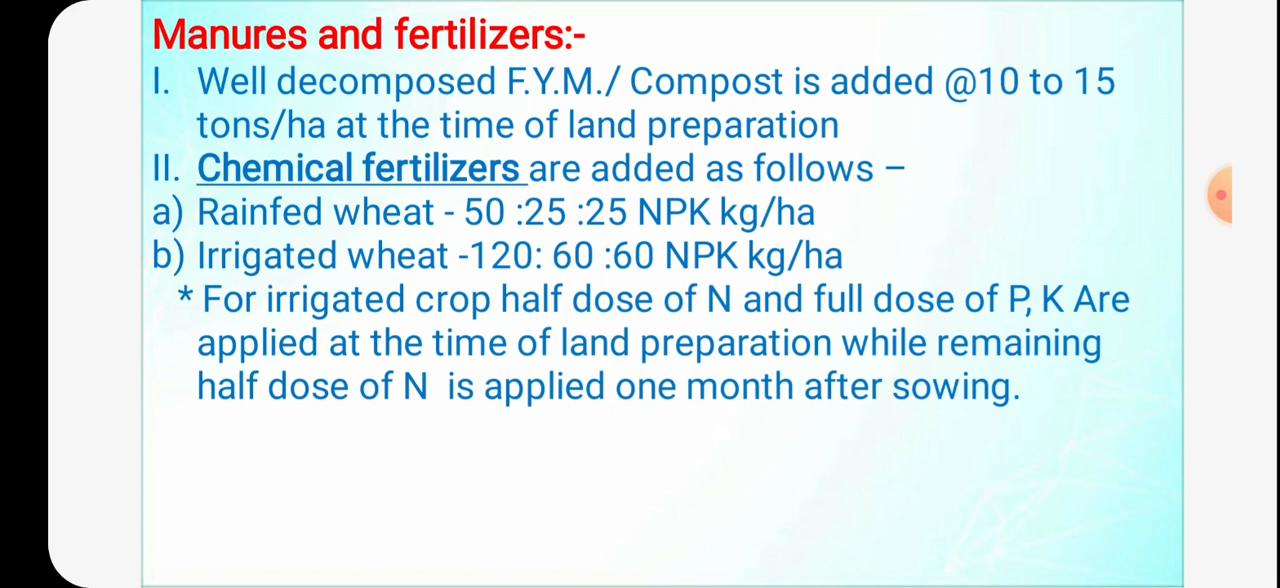 Manures and fertilizers:-
I. Well decomposed F.Y.M./ Compost is added @10 to 15
tons/ha at the time of land preparation
II. Chemical fertilizers are added as follows –
a) Rainfed wheat - 50 :25 :25 NPK kg/ha
b) Irrigated wheat -120: 60 :60 NPK kg/ha
* For irrigated crop half dose of N and full dose of P, K Are
applied at the time of land preparation while remaining
half dose of N is applied one month after sowing.